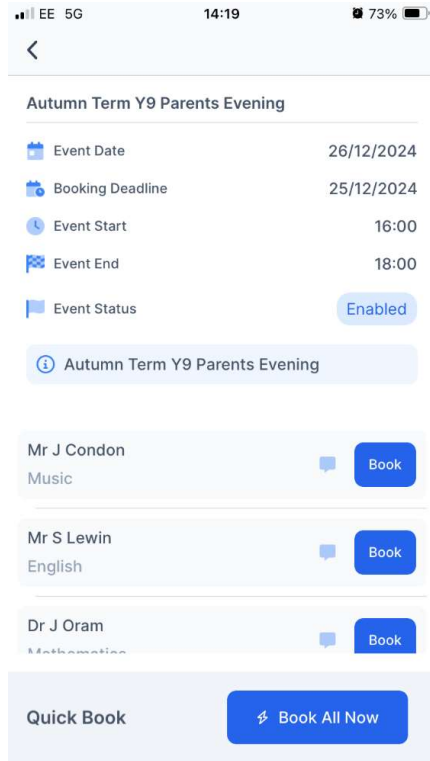 EE 5G 14:19 73%
Autumn Term Y9 Parents Evening
Event Date 26/12/2024
Booking Deadline 25/12/2024
Event Start 16:00
Event End 18:00
Event Status Enabled
Autumn Term Y9 Parents Evening
Mr J Condon
Music
Book
Mr S Lewin
English
Book
Dr J Oram
Mathematics
Book
Quick Book Book All Now